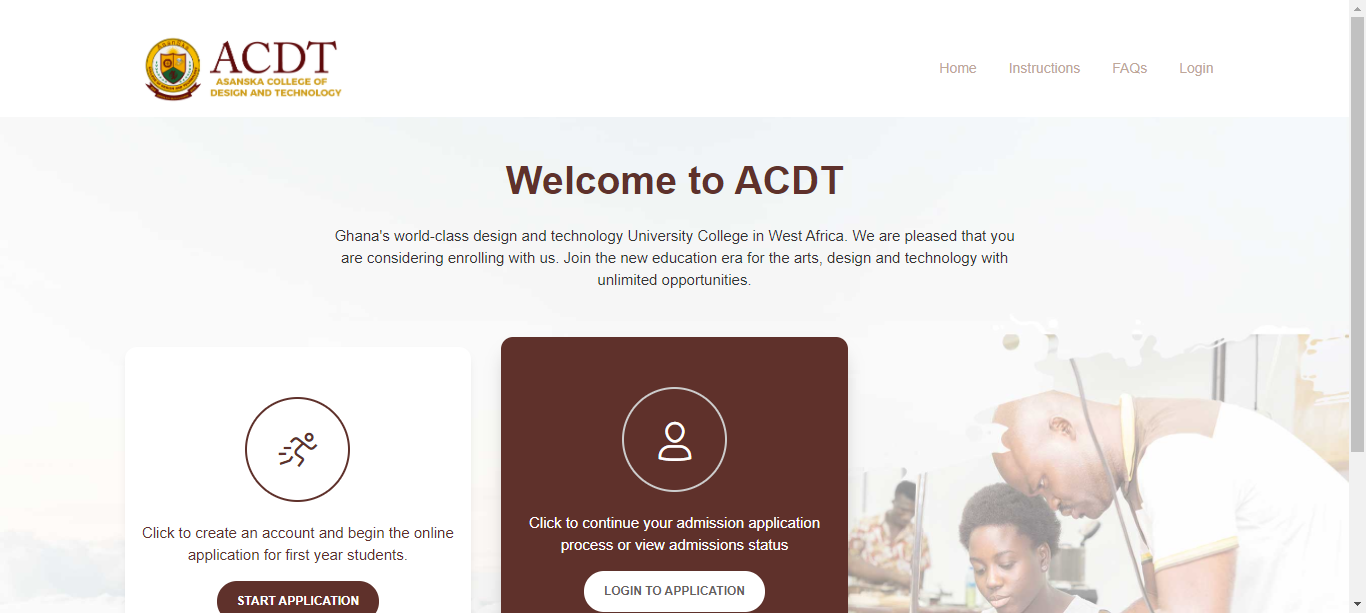 Asanska
ACDT
ASANSKA COLLEGE OF
DESIGN AND TECHNOLOGY
Home
Instructions
FAQs
Login
Welcome to ACDT
Ghana's world-class design and technology University College in West Africa. We are pleased that you
are considering enrolling with us. Join the new education era for the arts, design and technology with
unlimited opportunities.
Click to create an account and begin the online
application for first year students.
START APPLICATION
Click to continue your admission application
process or view admissions status
LOGIN TO APPLICATION